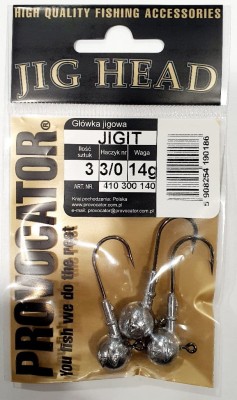 HIGH QUALITY FISHING ACCESSORIES
JIG HEAD
Główka jigowa
JIGIT
Ilość sztuk Haczyk nr Waga
3 3/0 14g
ART. NR. 410 300 140
Kraj pochodzenia: Polska
www.provocator.com.pl
e-mail: provocator@provocator.com.pl
5 908254 190186
PROVOCATOR®
You fish we do the rest